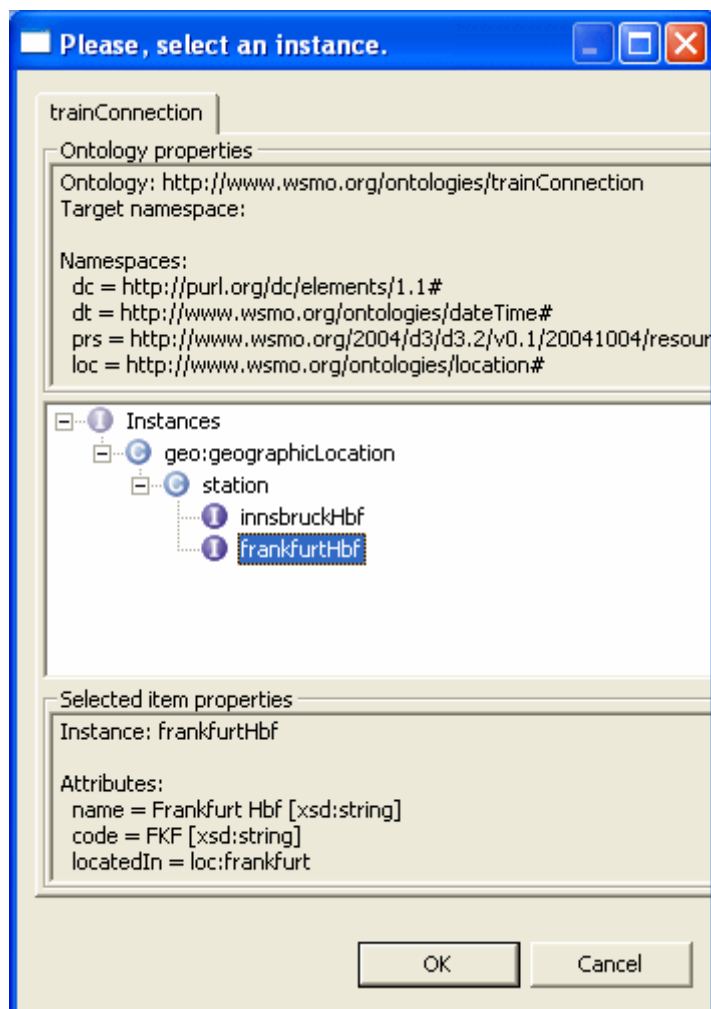 Please, select an instance.
trainConnection
Ontology properties
Ontology: http://www.wsmo.org/ontologies/trainConnection
Target namespace:
Namespaces:
dc = http://purl.org/dc/elements/1.1#
dt = http://www.wsmo.org/ontologies/dateTime#
prs = http://www.wsmo.org/2004/d3/d3.2/v0.1/20041004/resour
loc = http://www.wsmo.org/ontologies/location#
I Instances
C geo:geographicLocation
C station
I innsbruckHbf
I frankfurtHbf
Selected item properties
Instance: frankfurtHbf
Attributes:
name = Frankfurt Hbf [xsd:string]
code = FKF [xsd:string]
locatedIn = loc:frankfurt
OK Cancel